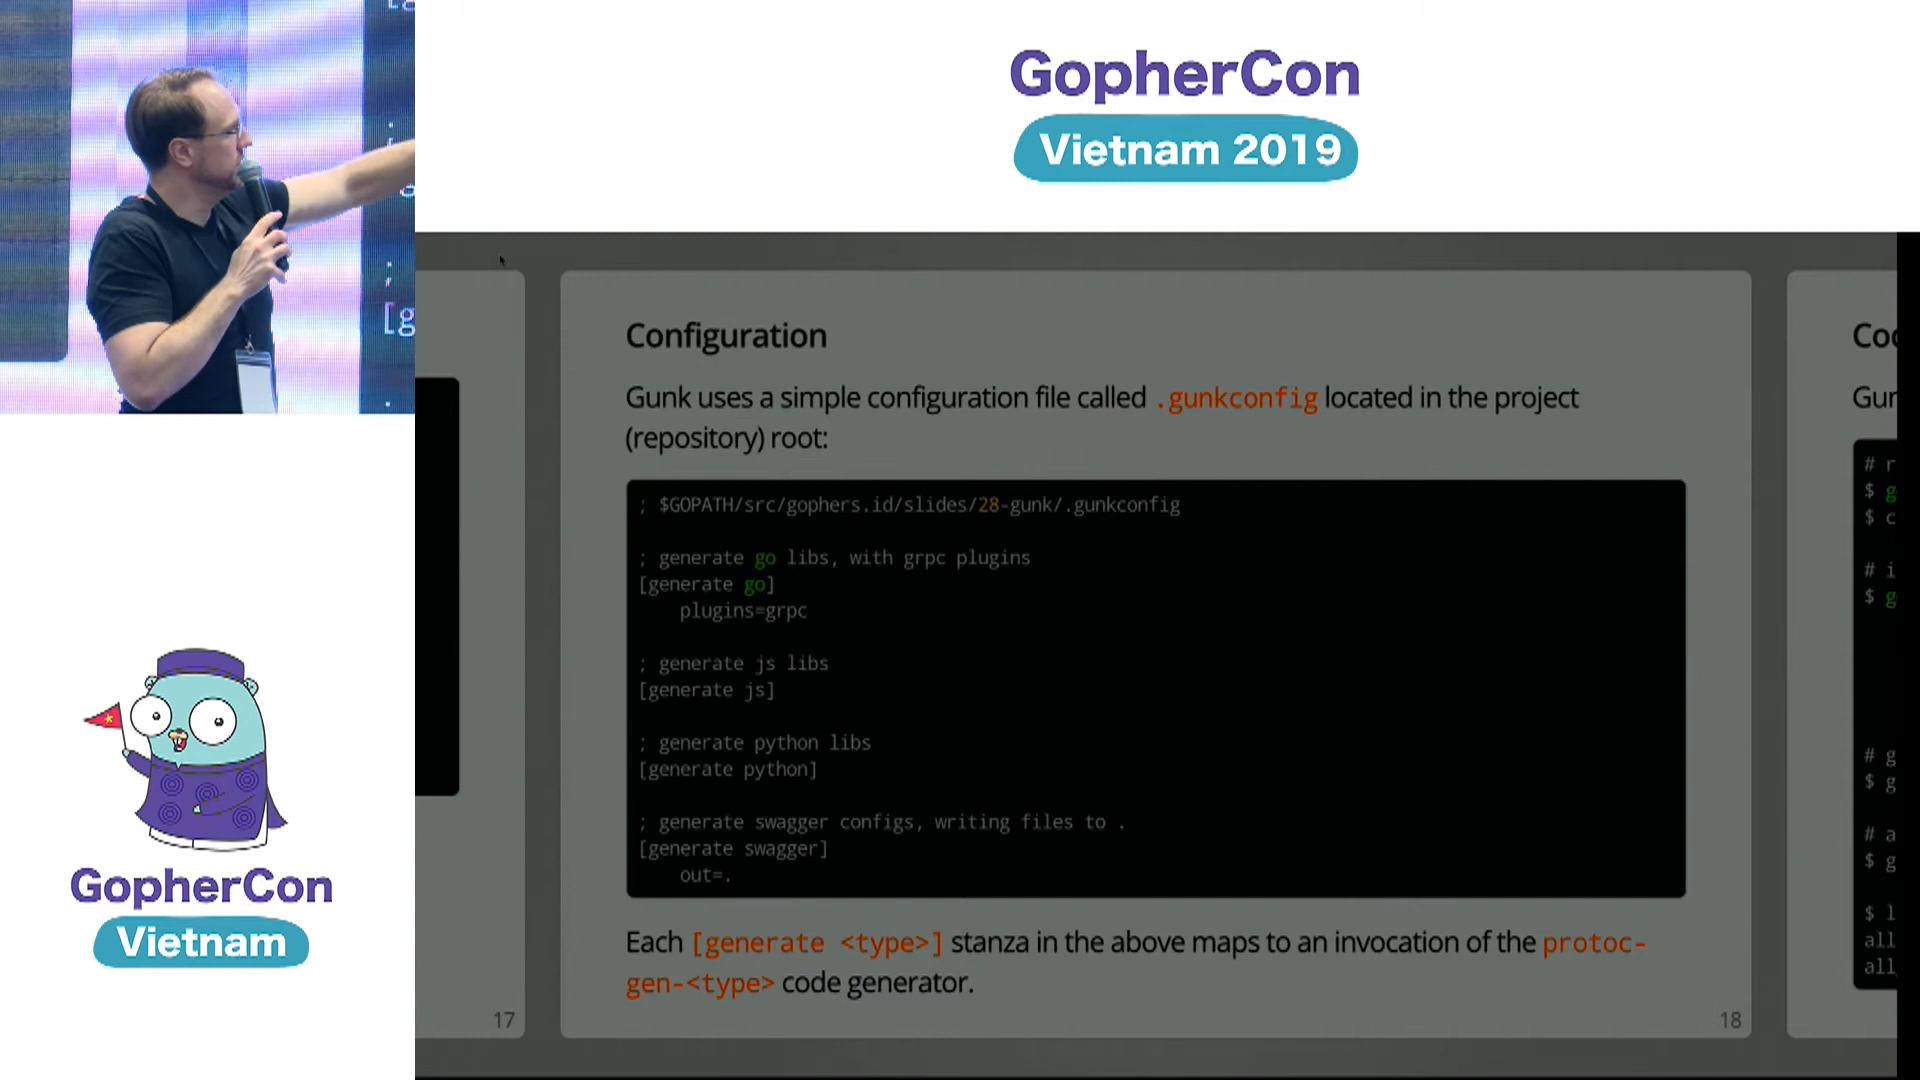 GopherCon
Vietnam 2019
[g
Configuration
Gunk uses a simple configuration file called .gunkconfig located in the project
(repository) root:
; $GOPATH/src/gophers.id/slides/28-gunk/.gunkconfig
; generate go libs, with grpc plugins
[generate go]
plugins=grpc
; generate js libs
[generate js]
; generate python libs
[generate python]
; generate swagger configs, writing files to .
[generate swagger]
out=.
Each [generate <type>] stanza in the above maps to an invocation of the protoc-
gen-<type> code generator.
17
18
# r
$ g
$ c
# i
$ g
# g
$ g
# a
$ g
$ l
all
all
GopherCon
Vietnam